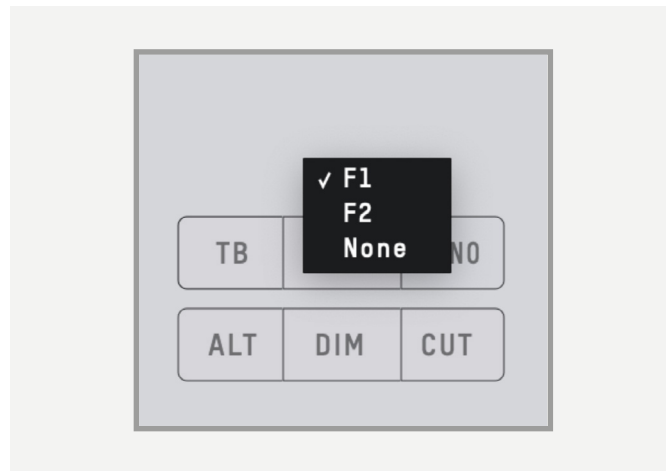 ✓ F1
F2
None
TB NO
ALT DIM CUT